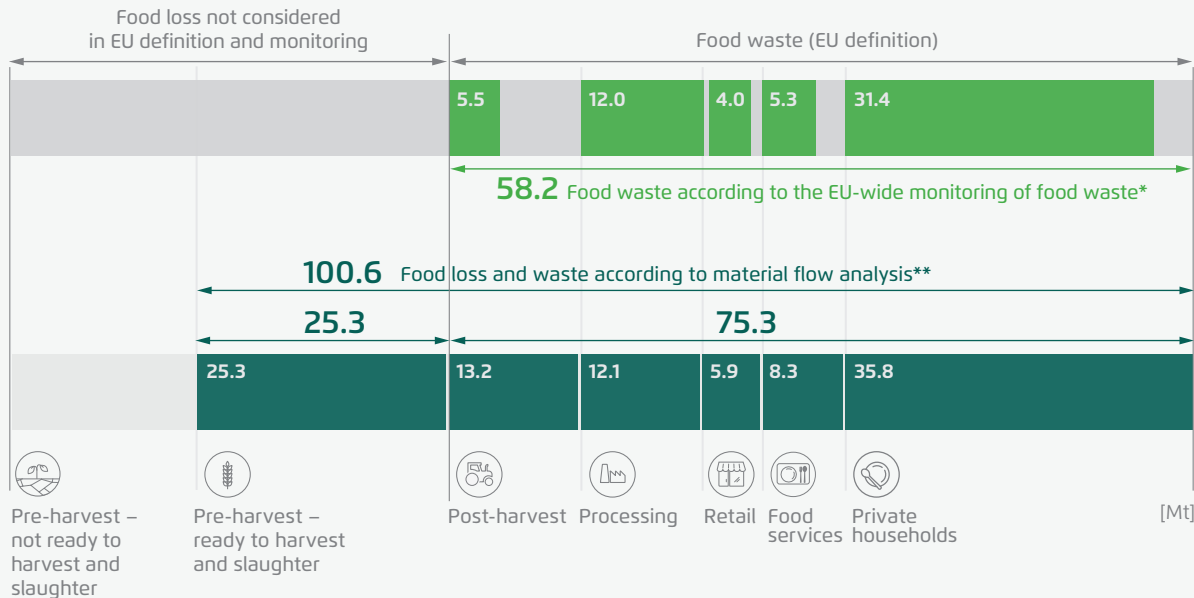 Food loss not considered
in EU definition and monitoring
Food waste (EU definition)
5.5
12.0
4.0
5.3
31.4
58.2 Food waste according to the EU-wide monitoring of food waste*
100.6 Food loss and waste according to material flow analysis**
25.3
75.3
25.3
13.2
12.1
5.9
8.3
35.8
Pre-harvest –
not ready to
harvest and
slaughter
Pre-harvest –
ready to harvest
and slaughter
Post-harvest
Processing
Retail
Food
services
Private
households
[Mt]